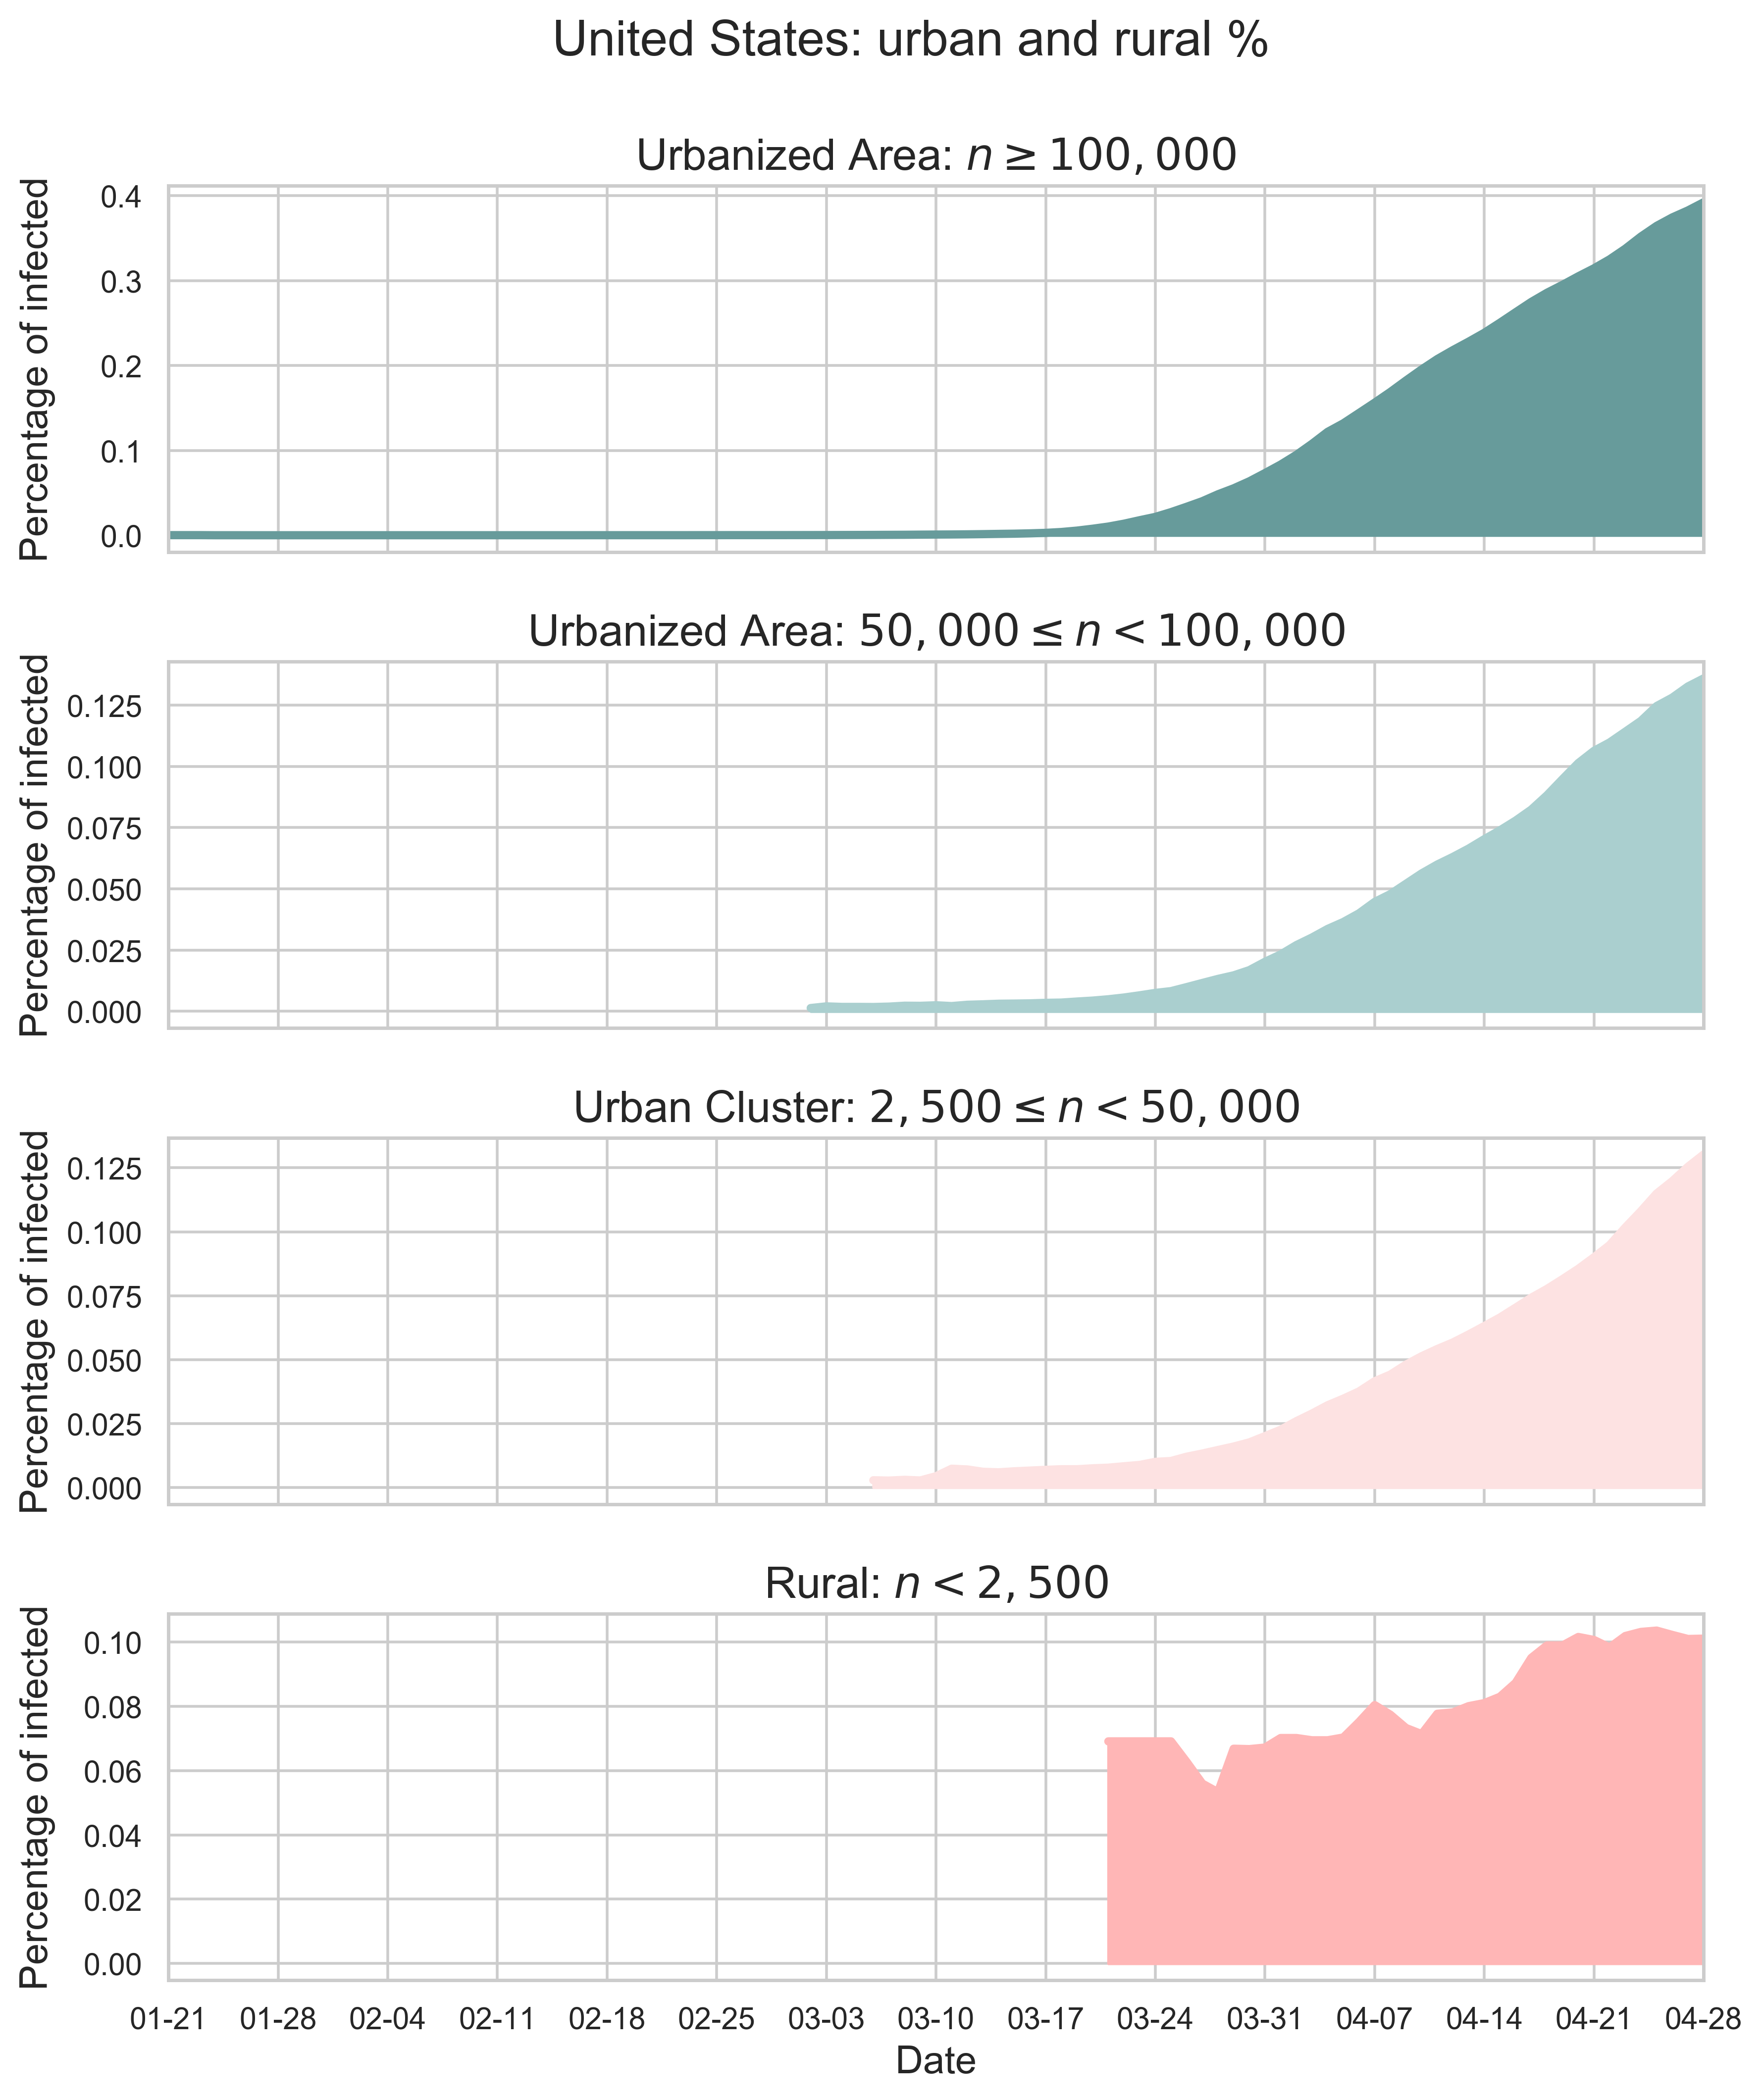 United States: urban and rural %
Urbanized Area: n ≥ 100, 000
Percentage of infected
0.4
0.3
0.2
0.1
0.0
Urbanized Area: 50, 000 ≤ n < 100, 000
Percentage of infected
0.125
0.100
0.075
0.050
0.025
0.000
Urban Cluster: 2, 500 ≤ n < 50, 000
Percentage of infected
0.125
0.100
0.075
0.050
0.025
0.000
Rural: n < 2, 500
Percentage of infected
0.10
0.08
0.06
0.04
0.02
0.00
01-21 01-28 02-04 02-11 02-18 02-25 03-03 03-10 03-17 03-24 03-31 04-07 04-14 04-21 04-28
Date